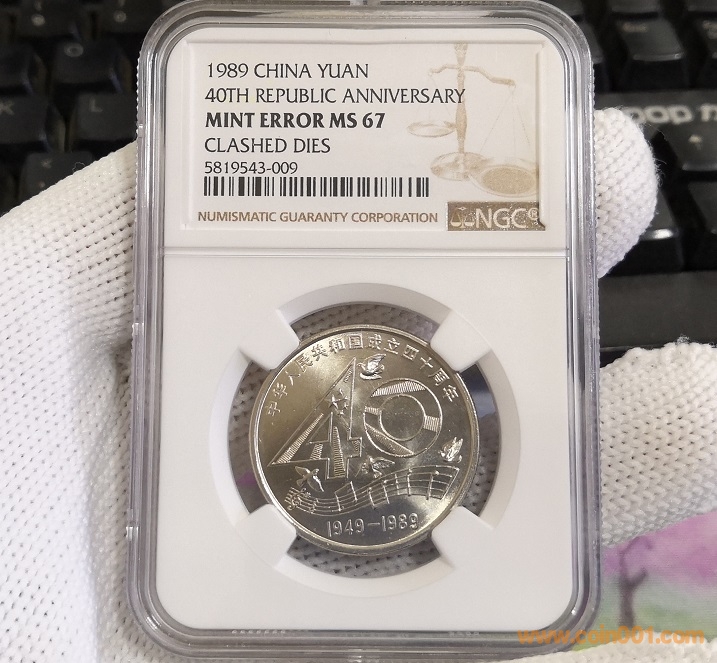 1989 CHINA YUAN
40TH REPUBLIC ANNIVERSARY
MINT ERROR MS 67
CLASHED DIES
5819543-009
NUMISMATIC GUARANTY CORPORATION
NGC
中华人民共和国成立四十周年
40
1949-1989
www.coin001.com